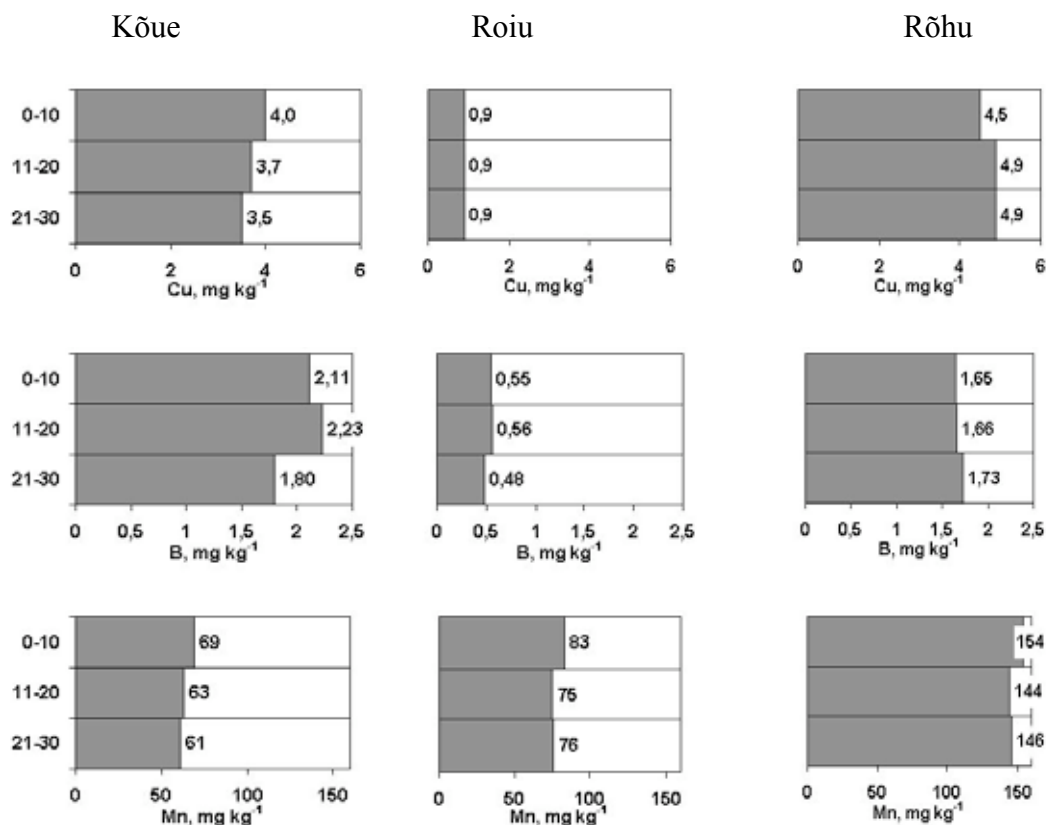 Kõue Roiu Rõhu
0-10 4,0 0,9 4,5
11-20 3,7 0,9 4,9
21-30 3,5 0,9 4,9
0 2 4 6 0 2 4 6 0 2 4 6
Cu, mg kg-1 Cu, mg kg-1 Cu, mg kg-1
0-10 2,11 0,55 1,65
11-20 2,23 0,56 1,66
21-30 1,80 0,48 1,73
0 0,5 1 1,5 2 2,5 0 0,5 1 1,5 2 2,5 0 0,5 1 1,5 2 2,5
B, mg kg-1 B, mg kg-1 B, mg kg-1
0-10 69 83 154
11-20 63 75 144
21-30 61 76 146
0 50 100 150 0 50 100 150 0 50 100 150
Mn, mg kg-1 Mn, mg kg-1 Mn, mg kg-1